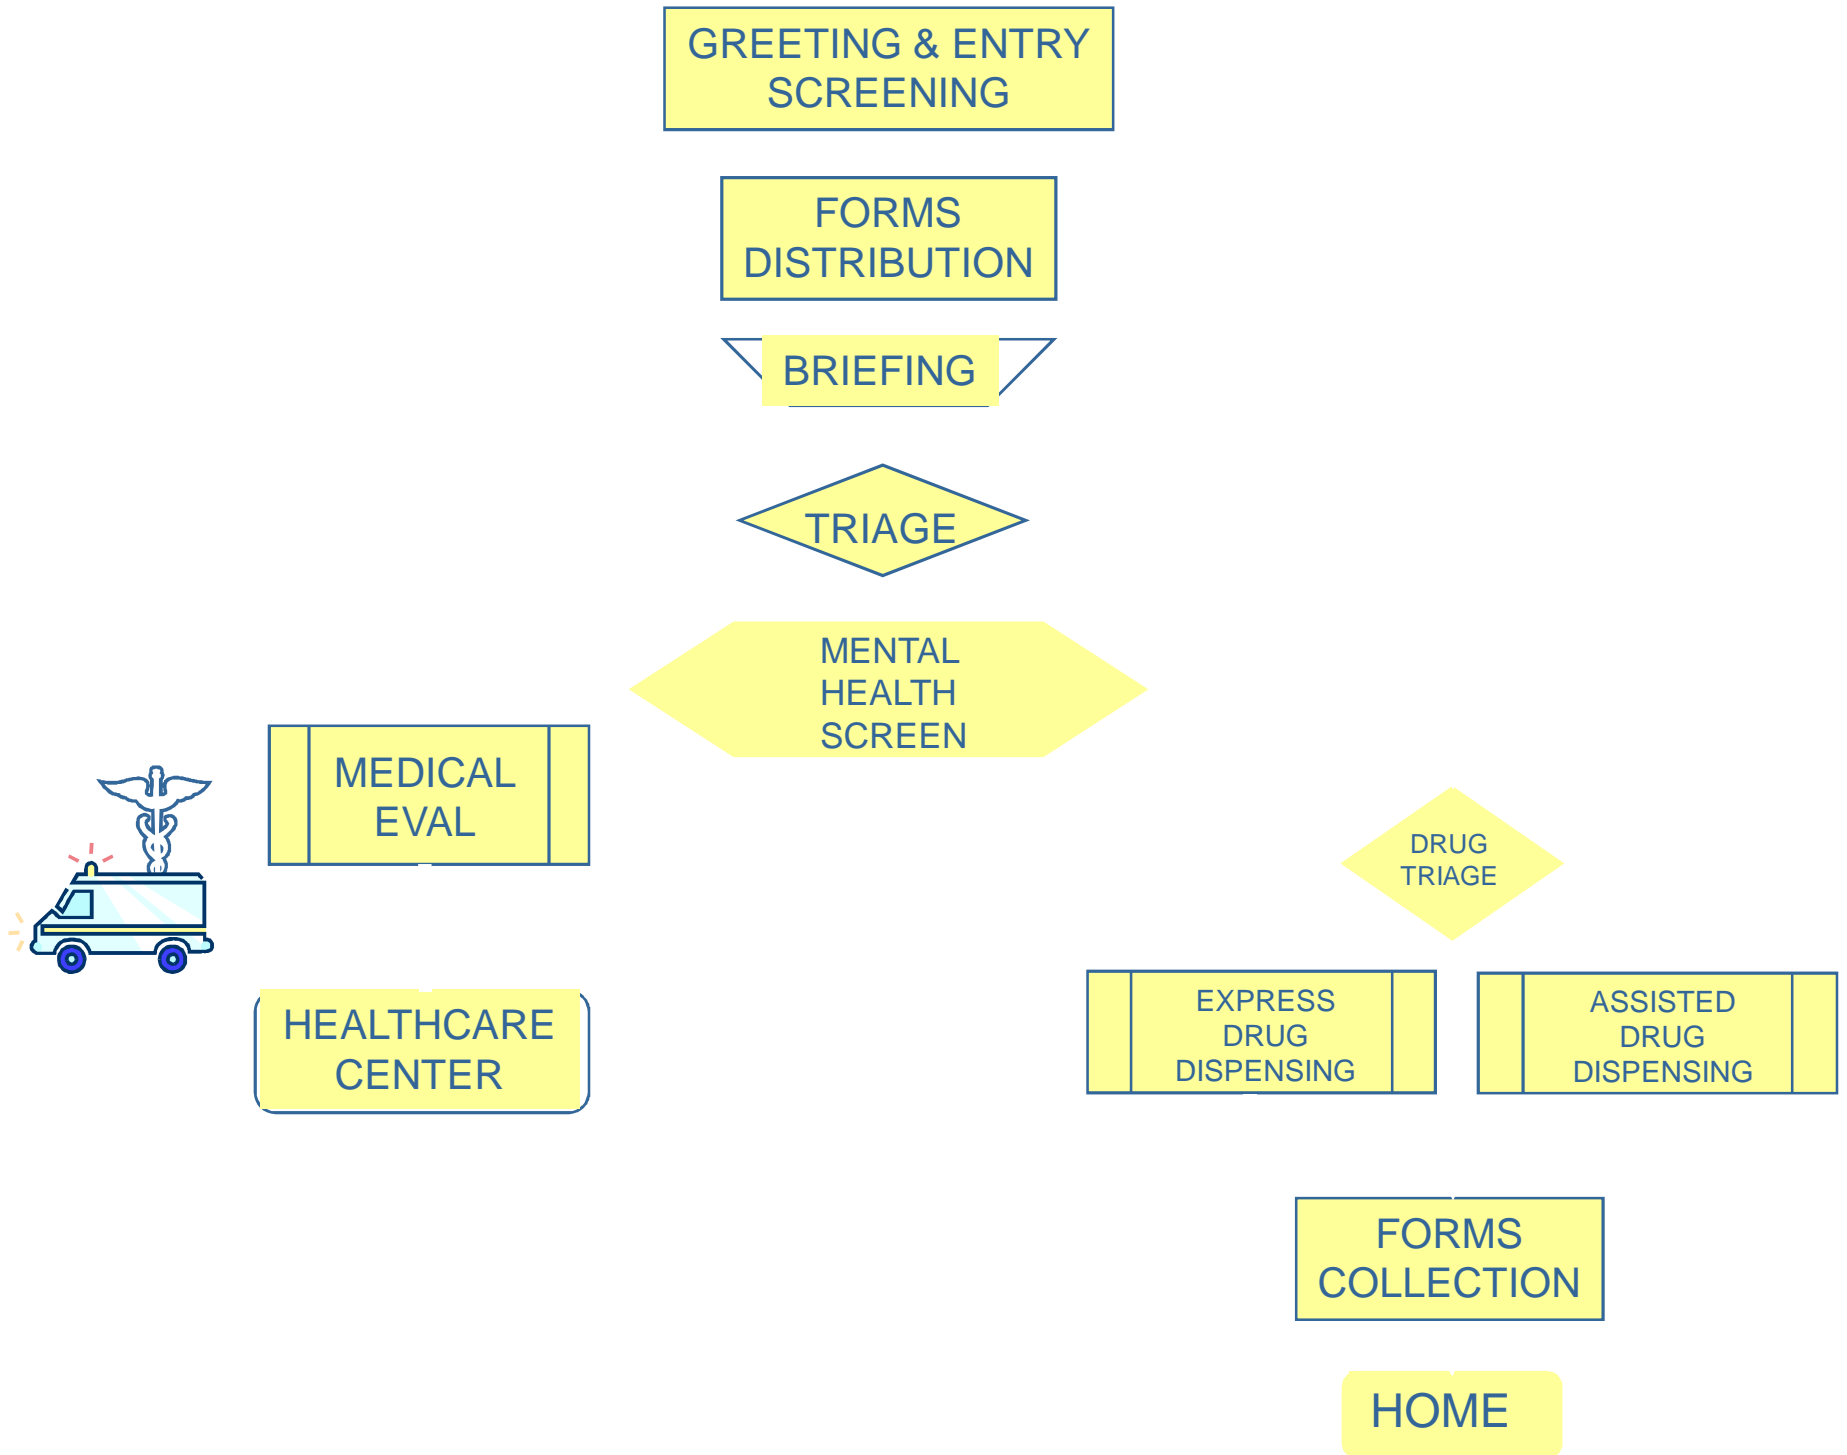 GREETING & ENTRY
SCREENING
FORMS
DISTRIBUTION
BRIEFING
TRIAGE
MENTAL
HEALTH
SCREEN
MEDICAL
EVAL
HEALTHCARE
CENTER
DRUG
TRIAGE
EXPRESS
DRUG
DISPENSING
ASSISTED
DRUG
DISPENSING
FORMS
COLLECTION
HOME